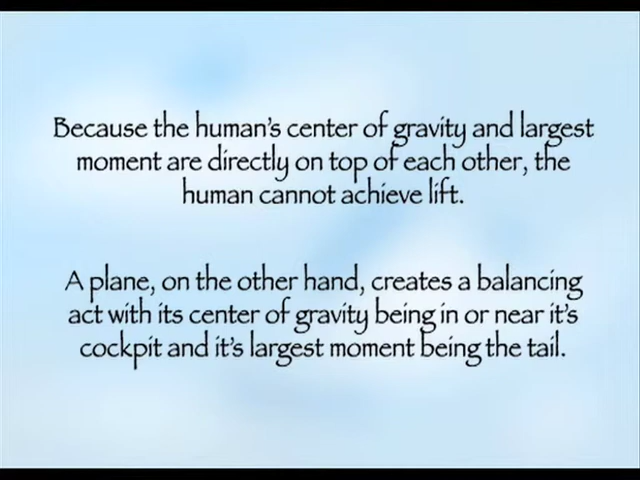 Because the human's center of gravity and largest
moment are directly on top of each other, the
human cannot achieve lift.
A plane, on the other hand, creates a balancing
act with its center of gravity being in or near it's
cockpit and it's largest moment being the tail.